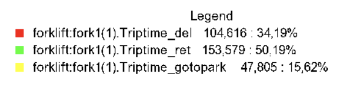 Legend
forklift:fork1(1).Triptime_del 104,616 : 34,19%
forklift:fork1(1).Triptime_ret 153,579 : 50,19%
forklift:fork1(1).Triptime_gotopark 47,805 : 15,62%